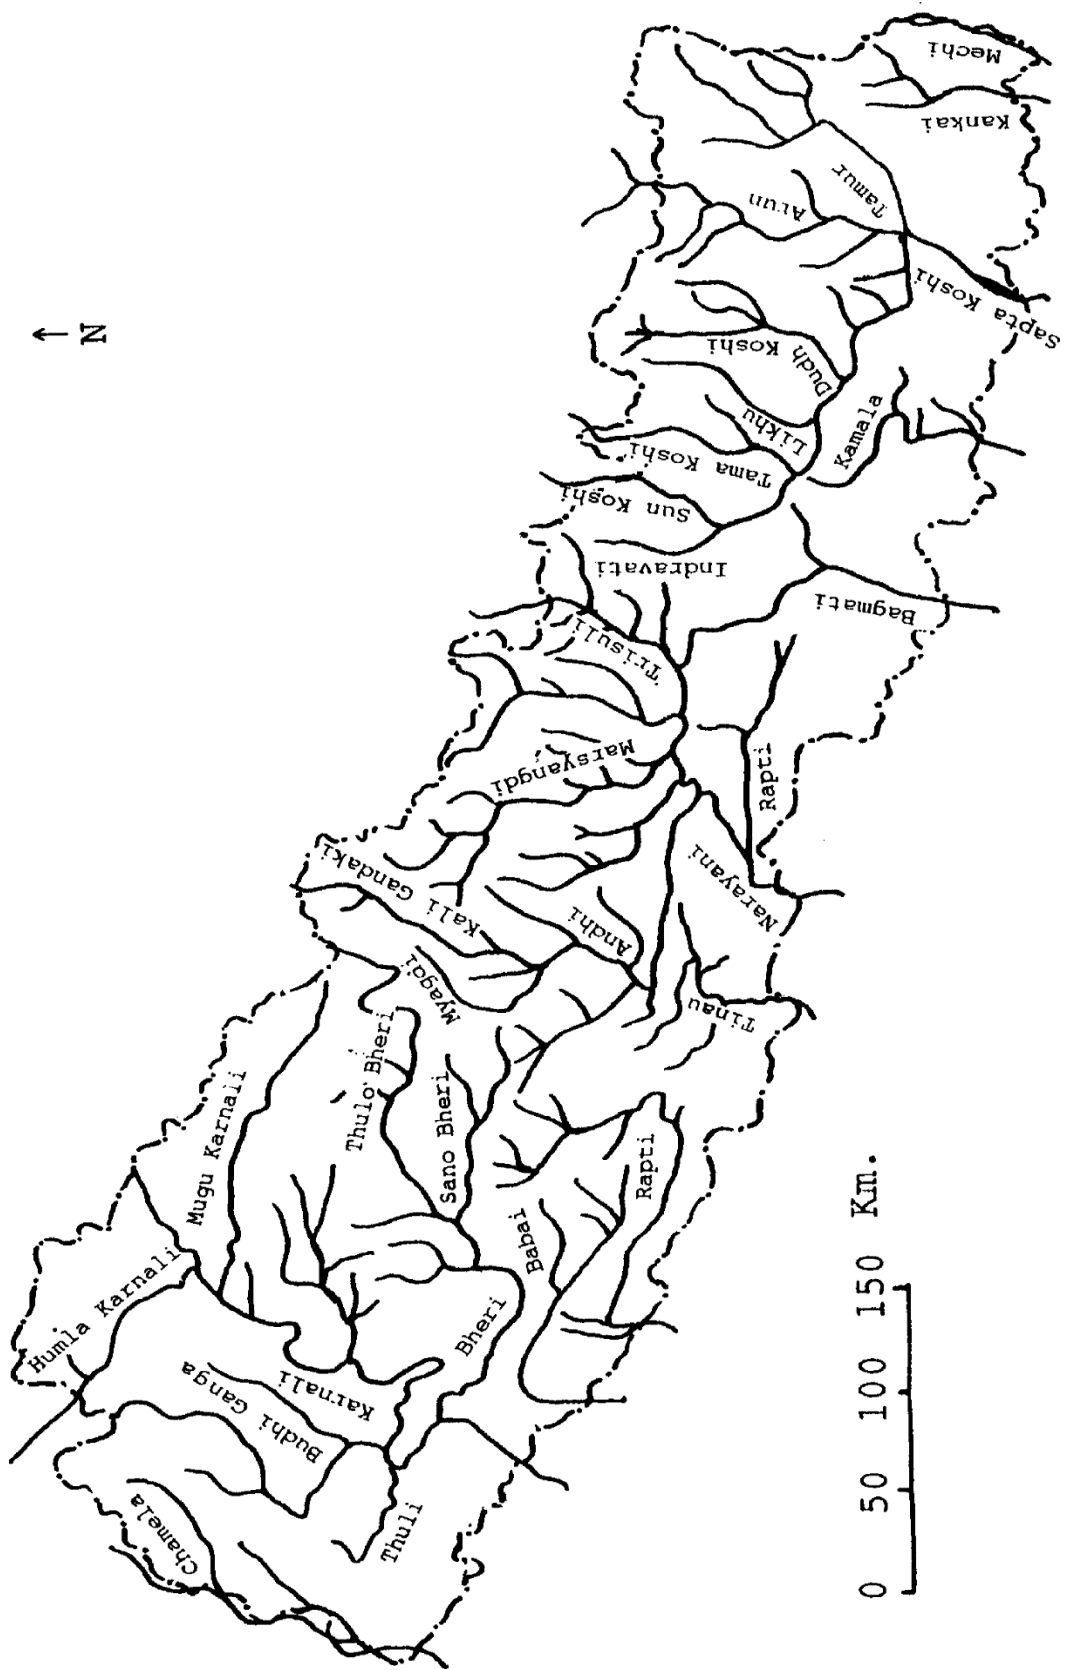 N
Mechi
Kankai
Tamur
Arun
Sapta Koshi
Dudh Koshi
Likhu
Kamala
Tama Koshi
Sun Koshi
Indravati
Bagmati
Trisuli
Marsyangdi
Rapti
Narayani
Kali Gandaki
Andhi
Myagdi
Tinau
Thulo Bheri
Sano Bheri
Mugu Karnali
Humla Karnali
Rapti
Babai
Bheri
Karnali
Budhi Ganga
Thuli
Chamela
0 50 100 150 Km.